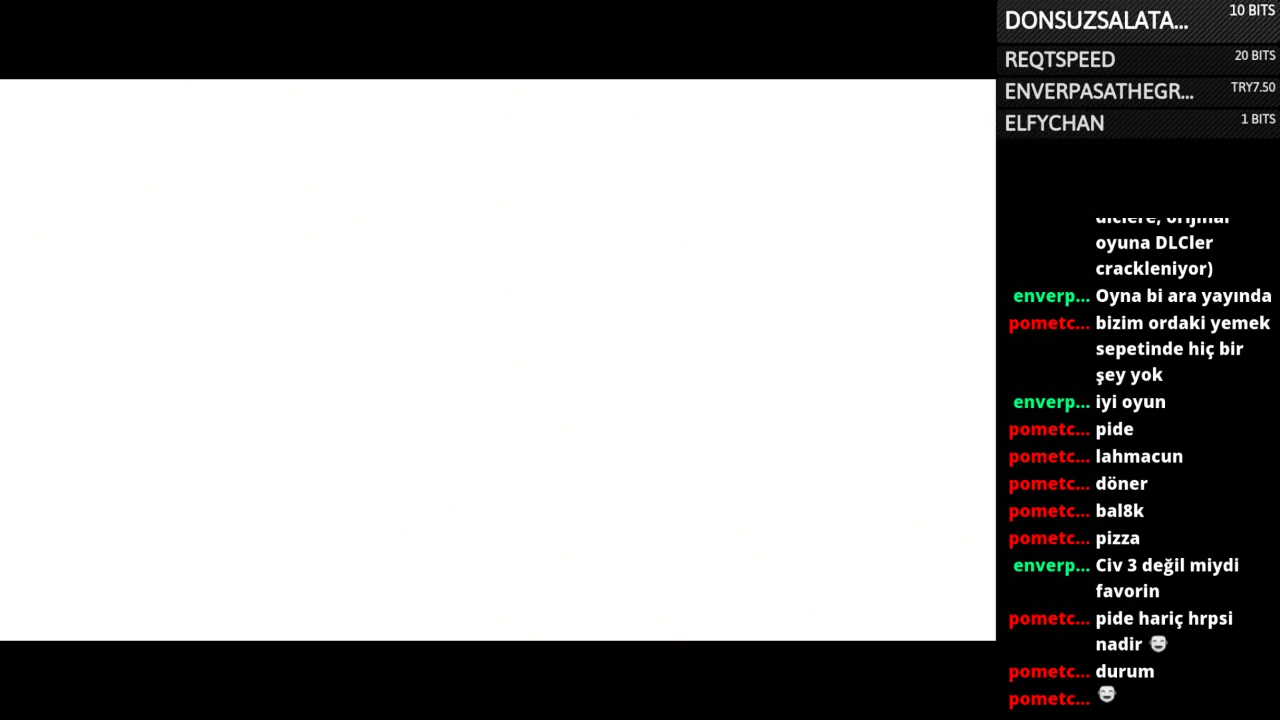 DONSUZSALATA... 10 BITS
REQTSPEED 20 BITS
ENVERPASATHEGR... TRY7.50
ELFYCHAN 1 BITS
dlclere, orijinal
oyuna DLCler
crackleniyor)
enverp... Oyna bi ara yayında
pometc... bizim ordaki yemek
sepetinde hiç bir
şey yok
enverp... iyi oyun
pometc... pide
pometc... lahmacun
pometc... döner
pometc... bal8k
pometc... pizza
enverp... Civ 3 değil miydi
favorin
pometc... pide hariç hrpsi
nadir
pometc... durum
pometc...